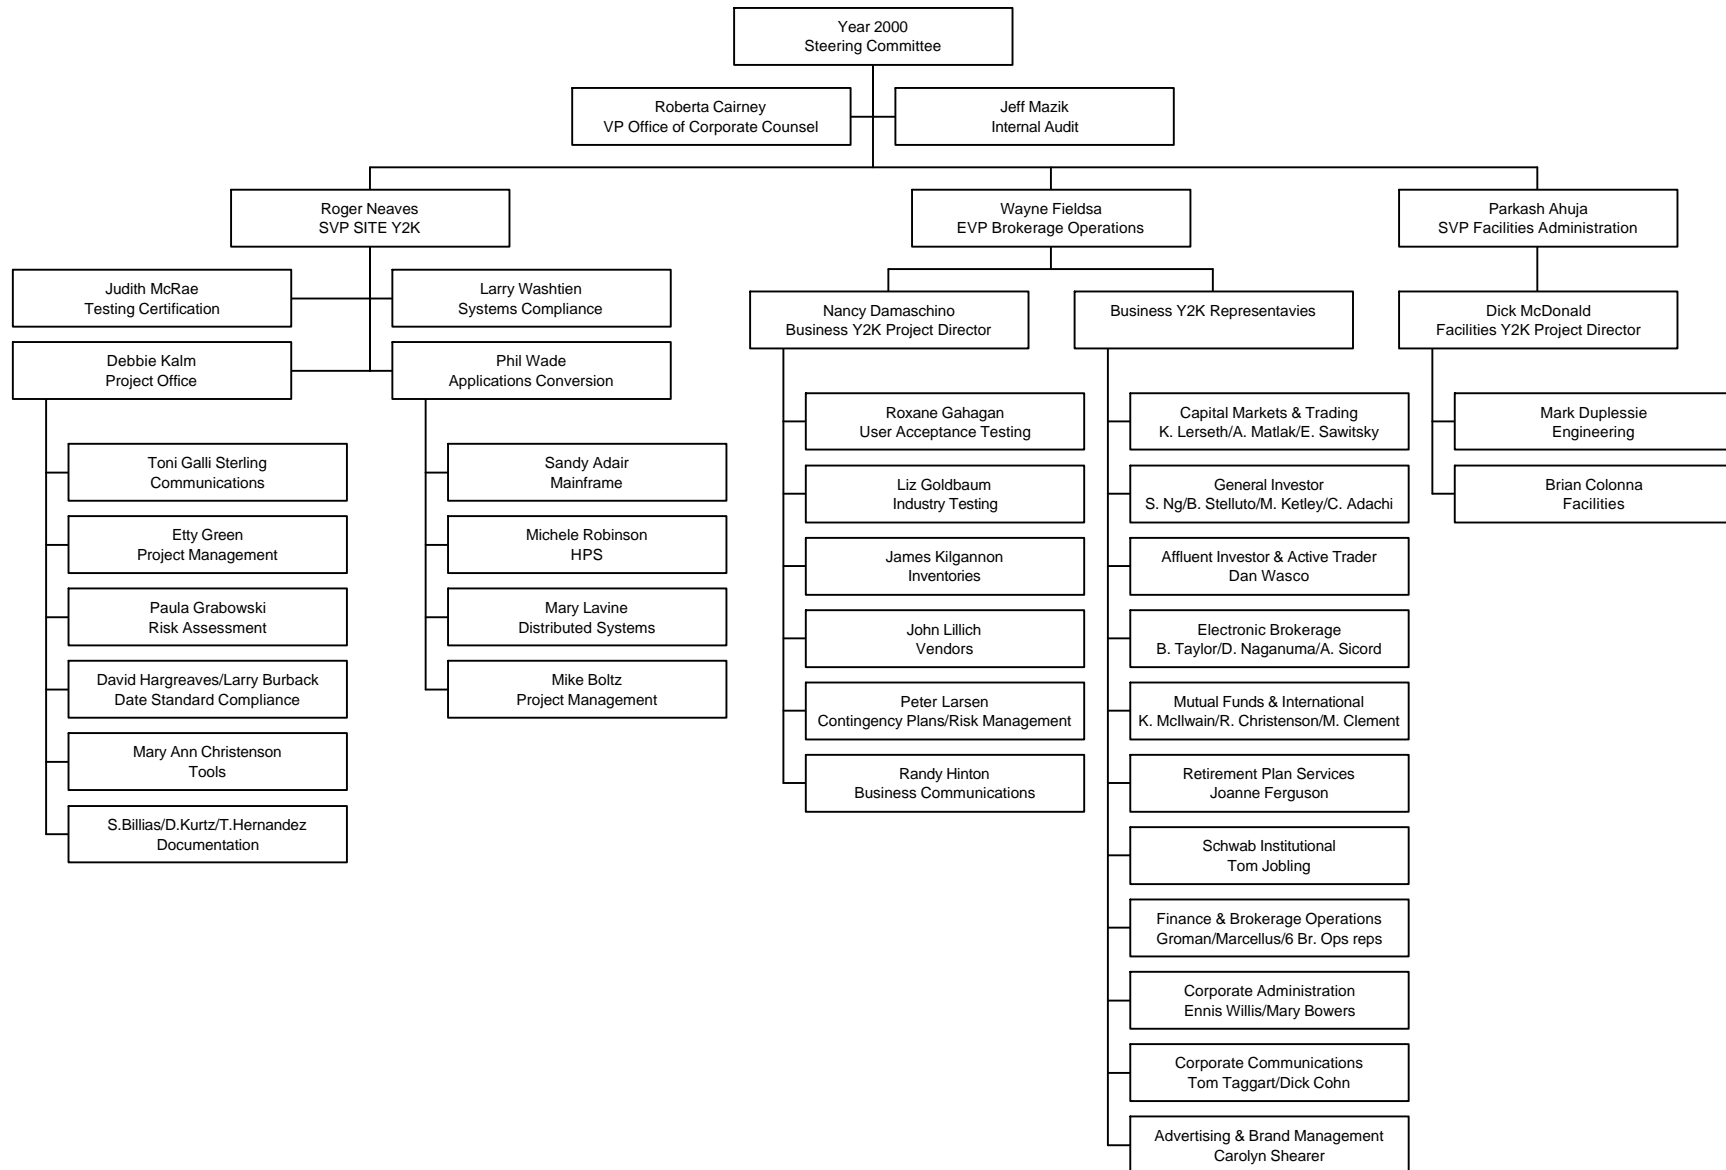 Year 2000
Steering Committee
Roberta Cairney
VP Office of Corporate Counsel
Jeff Mazik
Internal Audit
Roger Neaves
SVP SITE Y2K
Wayne Fieldsa
EVP Brokerage Operations
Parkash Ahuja
SVP Facilities Administration
Judith McRae
Testing Certification
Larry Washtien
Systems Compliance
Debbie Kalm
Project Office
Phil Wade
Applications Conversion
Toni Galli Sterling
Communications
Etty Green
Project Management
Paula Grabowski
Risk Assessment
David Hargreaves/Larry Burback
Date Standard Compliance
Mary Ann Christenson
Tools
S.Billias/D.Kurtz/T.Hernandez
Documentation
Sandy Adair
Mainframe
Michele Robinson
HPS
Mary Lavine
Distributed Systems
Mike Boltz
Project Management
Nancy Damaschino
Business Y2K Project Director
Roxane Gahagan
User Acceptance Testing
Liz Goldbaum
Industry Testing
James Kilgannon
Inventories
John Lillich
Vendors
Peter Larsen
Contingency Plans/Risk Management
Randy Hinton
Business Communications
Business Y2K Representavies
Capital Markets & Trading
K. Lerseth/A. Matlak/E. Sawitsky
General Investor
S. Ng/B. Stelluto/M. Ketley/C. Adachi
Affluent Investor & Active Trader
Dan Wasco
Electronic Brokerage
B. Taylor/D. Naganuma/A. Sicord
Mutual Funds & International
K. McIlwain/R. Christenson/M. Clement
Retirement Plan Services
Joanne Ferguson
Schwab Institutional
Tom Jobling
Finance & Brokerage Operations
Groman/Marcellus/6 Br. Ops reps
Corporate Administration
Ennis Willis/Mary Bowers
Corporate Communications
Tom Taggart/Dick Cohn
Advertising & Brand Management
Carolyn Shearer
Dick McDonald
Facilities Y2K Project Director
Mark Duplessie
Engineering
Brian Colonna
Facilities